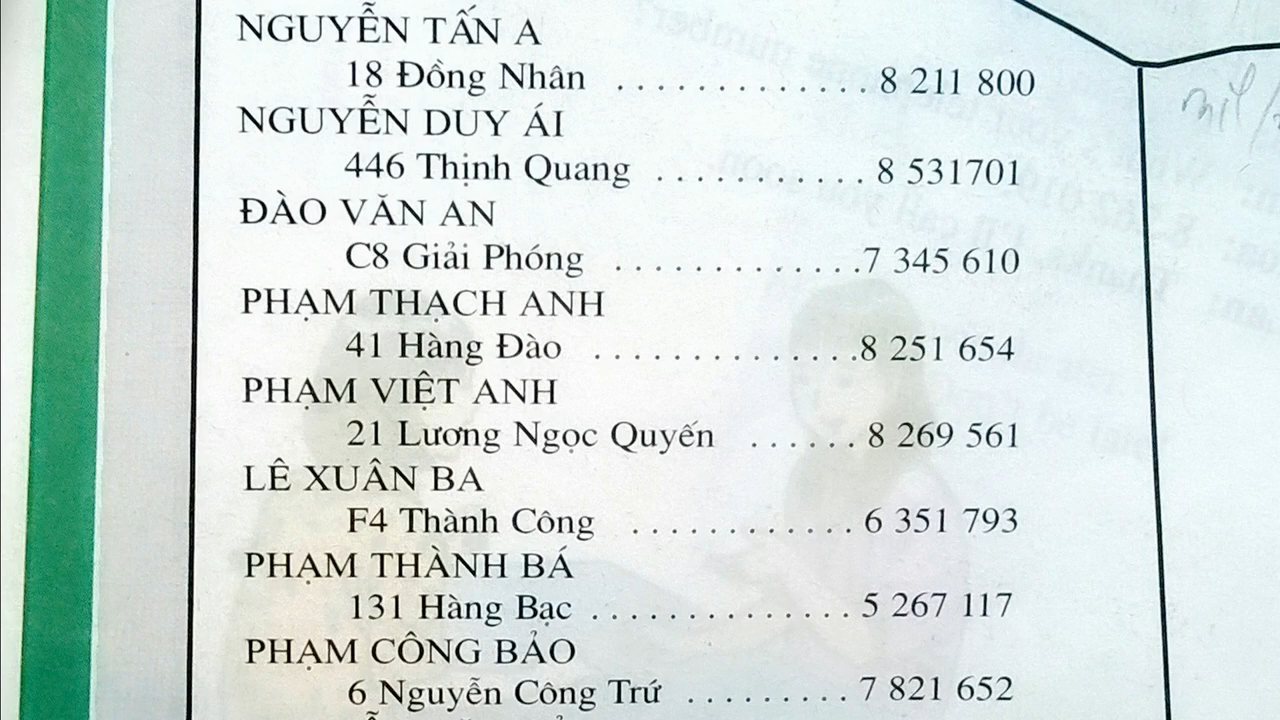 NGUYỄN TẤN A
18 Đồng Nhân . . . . . . . . . . . . . 8 211 800
NGUYỄN DUY ÁI
446 Thịnh Quang . . . . . . . . . . . 8 531701
ĐÀO VĂN AN
C8 Giải Phóng . . . . . . . . . . . . .7 345 610
PHẠM THẠCH ANH
41 Hàng Đào . . . . . . . . . . . . . .8 251 654
PHẠM VIỆT ANH
21 Lương Ngọc Quyến . . . . . . 8 269 561
LÊ XUÂN BA
F4 Thành Công . . . . . . . . . . . . 6 351 793
PHẠM THÀNH BÁ
131 Hàng Bạc . . . . . . . . . . . . . . 5 267 117
PHẠM CÔNG BẢO
6 Nguyễn Công Trứ . . . . . . . . . 7 821 652